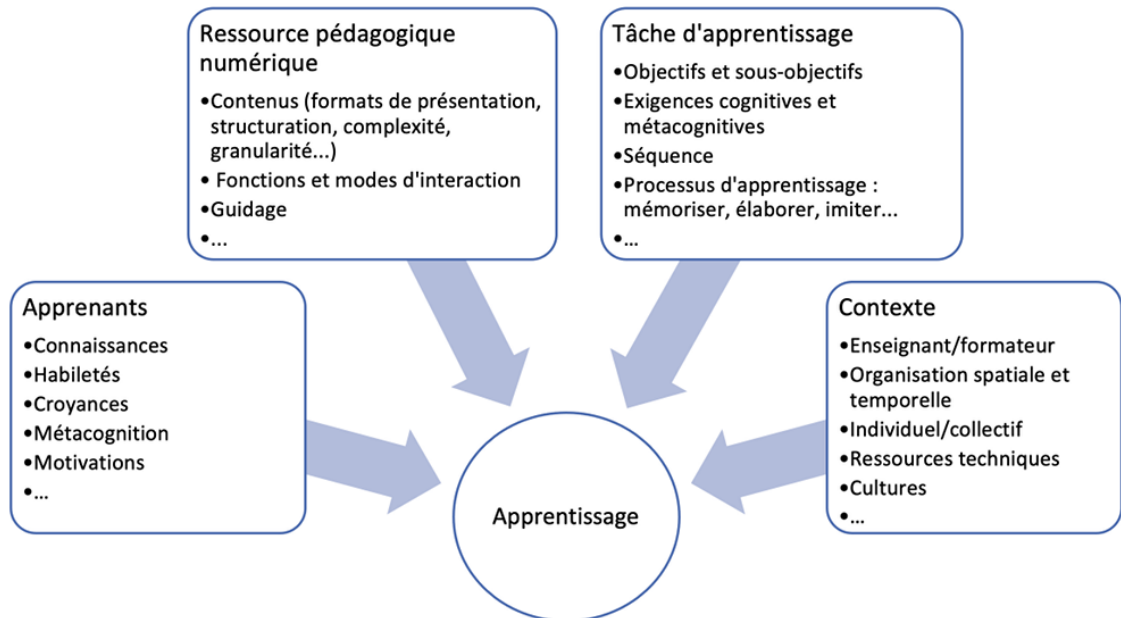 Ressource pédagogique
numérique
•Contenus (formats de présentation,
structuration, complexité,
granularité...)
• Fonctions et modes d'interaction
•Guidage
•...
Tâche d'apprentissage
•Objectifs et sous-objectifs
•Exigences cognitives et
métacognitives
•Séquence
•Processus d'apprentissage :
mémoriser, élaborer, imiter...
•...
Apprenants
•Connaissances
•Habiletés
•Croyances
•Métacognition
•Motivations
•...
Contexte
•Enseignant/formateur
•Organisation spatiale et
temporelle
•Individuel/collectif
•Ressources techniques
•Cultures
•...
Apprentissage